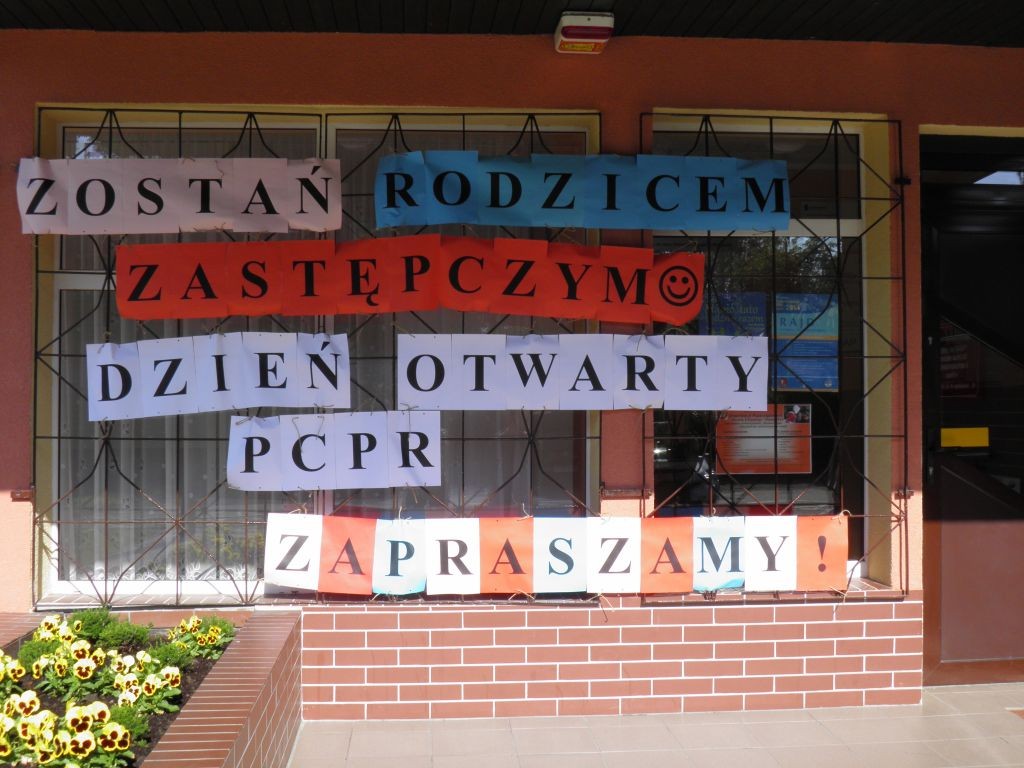 ZOSTAŃ RODZICEM
ZASTĘPCZYM☺
DZIEŃ OTWARTY
PCPR
ZAPRASZAMY!